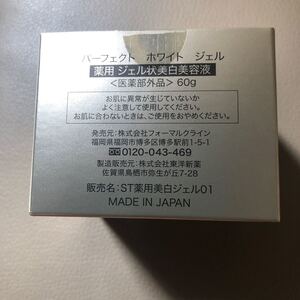 パーフェクト ホワイト ジェル
薬用 ジェル状美白美容液
＜医薬部外品＞60g
お肌に異常が生じていないか
よく注意して使用してください。
お肌に合わないときは、ご使用をおやめください。
発売元：株式会社フォーマルクライン
福岡県福岡市博多区博多駅前1-5-1
0120-043-469
製造販売元：株式会社東洋新薬
佐賀県鳥栖市弥生が丘7-28
販売名：ST薬用美白ジェル01
MADE IN JAPAN